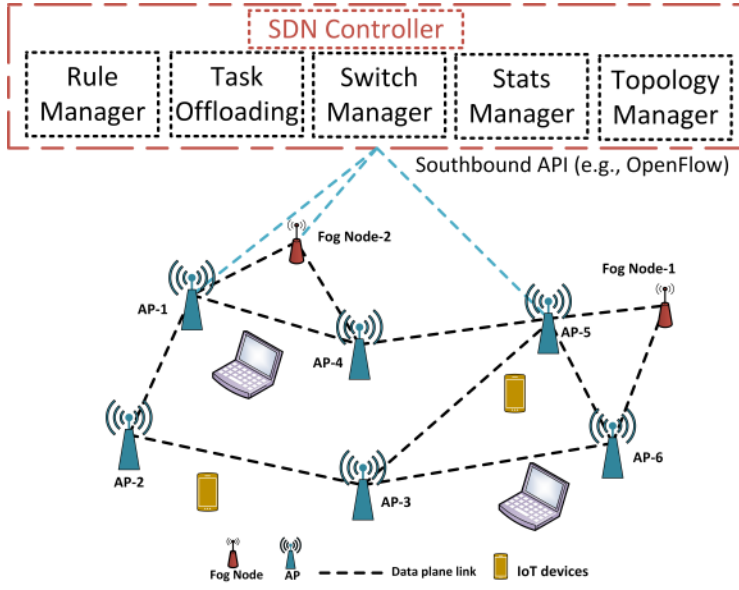 SDN Controller
Rule
Manager
Task
Offloading
Switch
Manager
Stats
Manager
Topology
Manager
Southbound API (e.g., OpenFlow)
Fog Node-2
Fog Node-1
AP-1
AP-4
AP-5
AP-2
AP-3
AP-6
Fog Node
AP
Data plane link
IoT devices